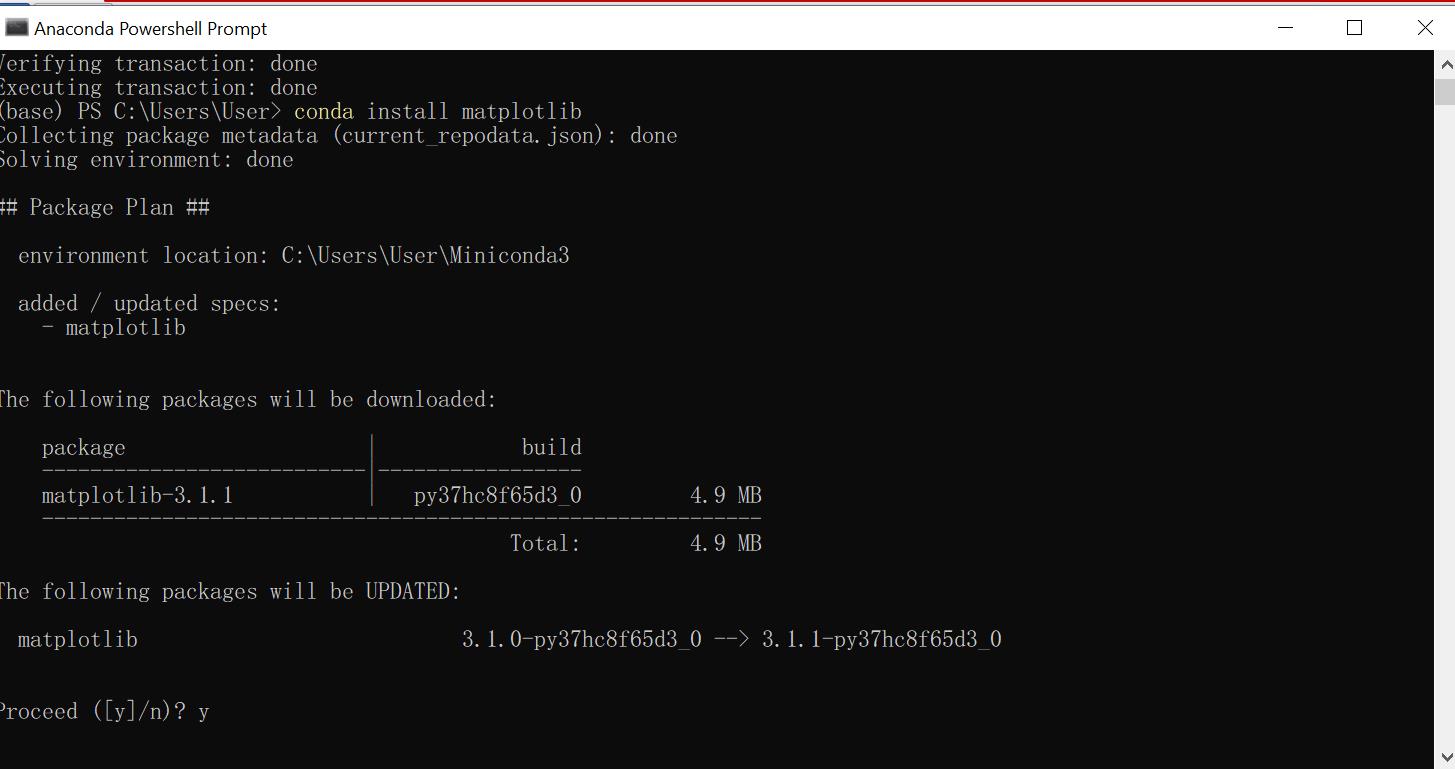 Anaconda Powershell Prompt
Verifying transaction: done
Executing transaction: done
(base) PS C:\Users\User> conda install matplotlib
Collecting package metadata (current_repodata.json): done
Solving environment: done
## Package Plan ##
environment location: C:\Users\User\Miniconda3
added / updated specs:
- matplotlib
The following packages will be downloaded:
package | build
---------------------------|-----------------
matplotlib-3.1.1 | py37hc8f65d3_0 4.9 MB
------------------------------------------------------------
Total: 4.9 MB
The following packages will be UPDATED:
matplotlib 3.1.0-py37hc8f65d3_0 --> 3.1.1-py37hc8f65d3_0
Proceed ([y]/n)? y